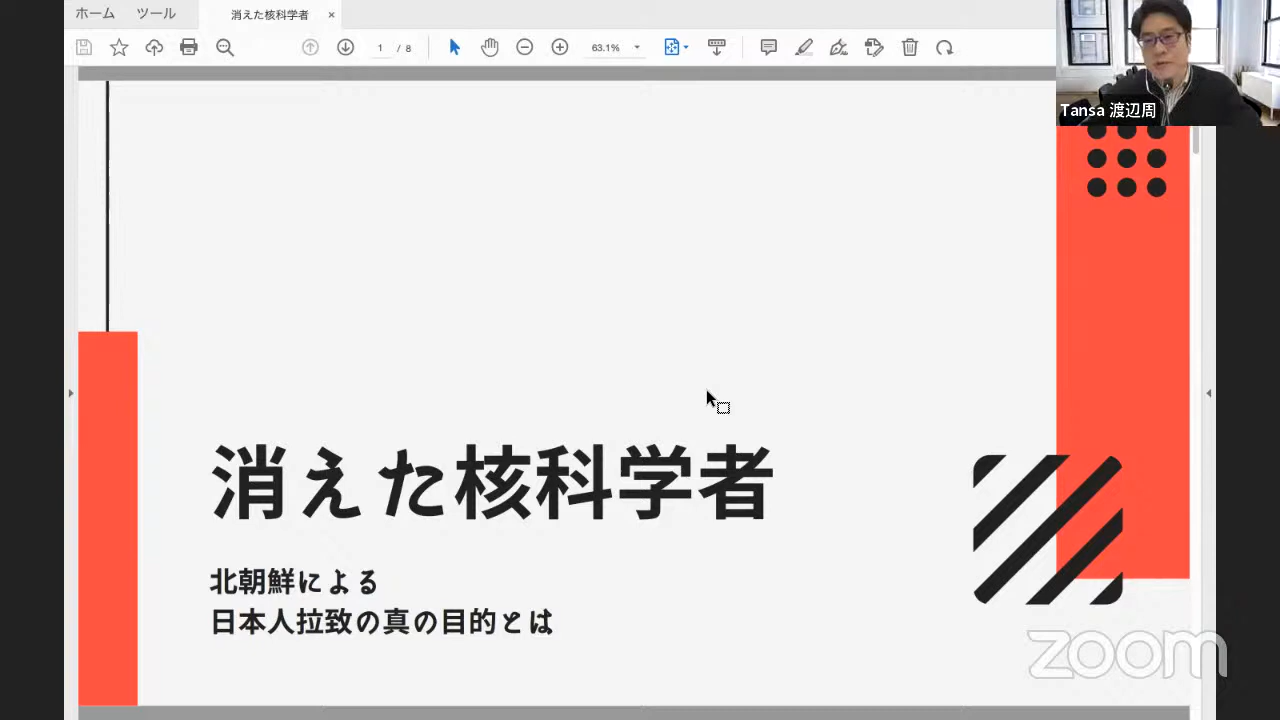 ホーム ツール 消えた核科学者 ×
1 / 8 63.1%
Tansa 渡辺周
消えた核科学者
北朝鮮による
日本人拉致の真の目的とは
zoom